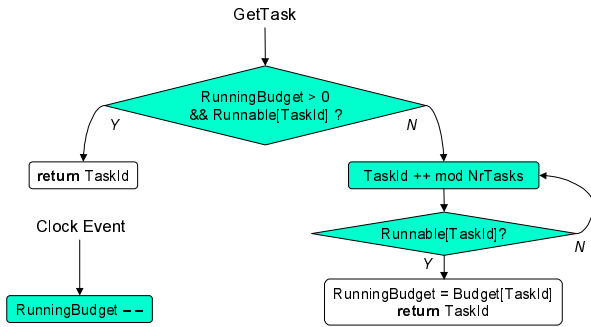 GetTask
RunningBudget > 0
&& Runnable[TaskId] ?
Y
N
return TaskId
TaskId ++ mod NrTasks
Clock Event
Runnable[TaskId]?
N
Y
RunningBudget = Budget[TaskId]
return TaskId
RunningBudget − −